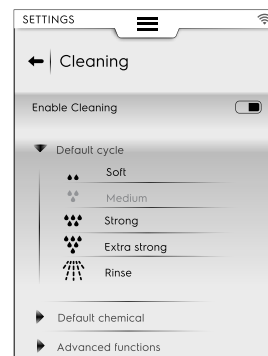 SETTINGS
Cleaning
Enable Cleaning
Default cycle
Soft
Medium
Strong
Extra strong
Rinse
Default chemical
Advanced functions